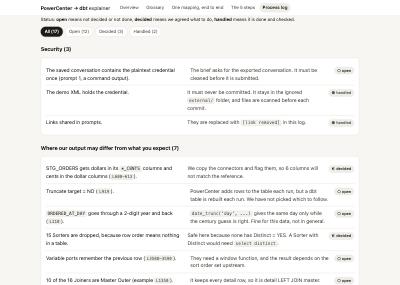 PowerCenter → dbt explainer Overview Glossary One mapping, end to end The 5 steps Process log
Status: open means not decided or not done, decided means we agreed what to do, handled means it is done and checked.
All (17) Open (12) Decided (3) Handled (2)
Security (3)
The saved conversation contains the plaintext credential once (prompt 1, a command output).
The brief asks for the exported conversation. It must be cleaned before it is submitted.
open
The demo XML holds the credential.
It must never be committed. It stays in the ignored external/ folder, and files are scanned before each commit.
handled
Links shared in prompts.
They are replaced with [link removed] in this log.
handled
Where our output may differ from what you expect (7)
STG_ORDERS gets dollars in its *_CENTS columns and cents in the dollar columns
We copy the connectors and flag them, so 6 columns will not match the reference.
decided
Truncate target = NO
PowerCenter adds rows to the table each run, but a dbt table is rebuilt each run. We have not picked which to follow.
open
ORDERED_AT_DAY goes through a 2-digit year and back
date_trunc('day', ...) gives the same day only while the century guess is right. Fine for this data, not in general.
open
15 Sorters are dropped, because row order means nothing in a table.
Safe here because none has Distinct = YES. A Sorter with Distinct would need select distinct.
decided
Variable ports remember the previous row
They need a window function, and the result depends on the sort order set upstream.
open
10 of the 16 Joiners are Master Outer (example
It keeps every detail row, so it is detail LEFT JOIN master.
open